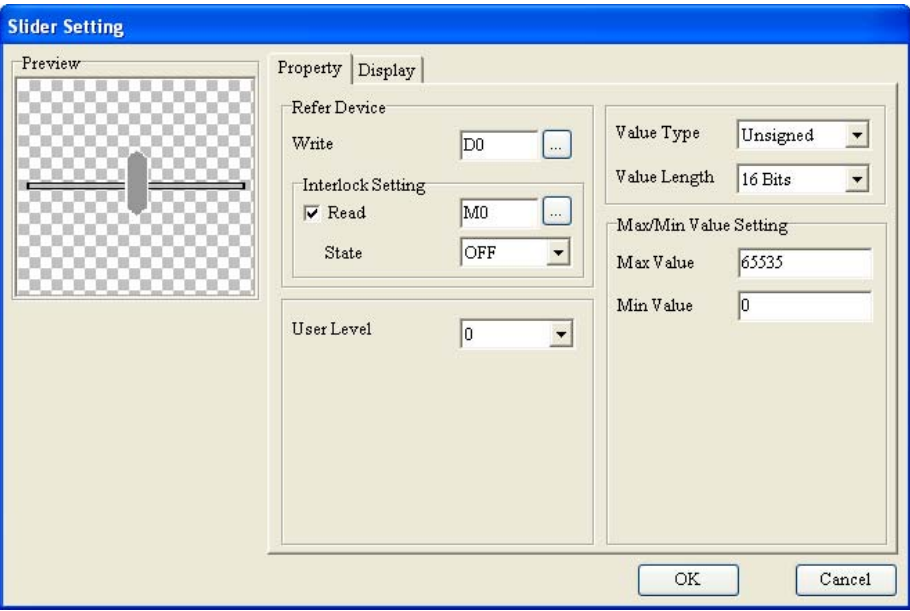 Slider Setting
Preview
Property
Display
Refer Device
Write
D0
...
Interlock Setting
Read
M0
...
State
OFF
User Level
0
Value Type
Unsigned
Value Length
16 Bits
Max/Min Value Setting
Max Value
65535
Min Value
0
OK
Cancel